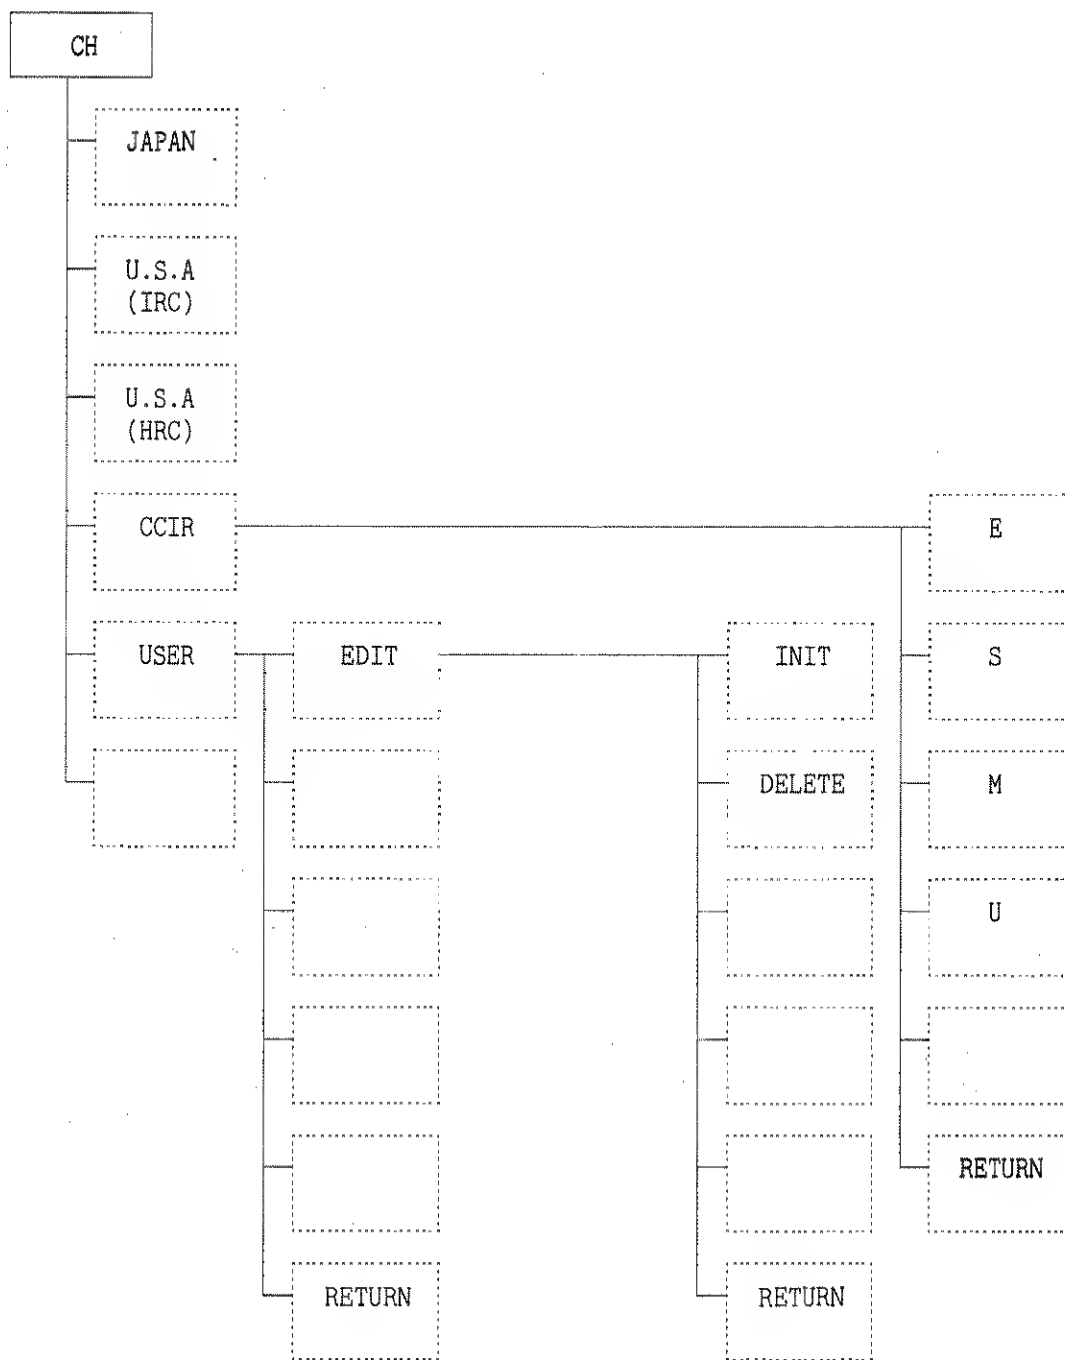 CH
JAPAN
U.S.A
(IRC)
U.S.A
(HRC)
CCIR
E
USER
EDIT
INIT
S
DELETE
M
U
RETURN
RETURN
RETURN